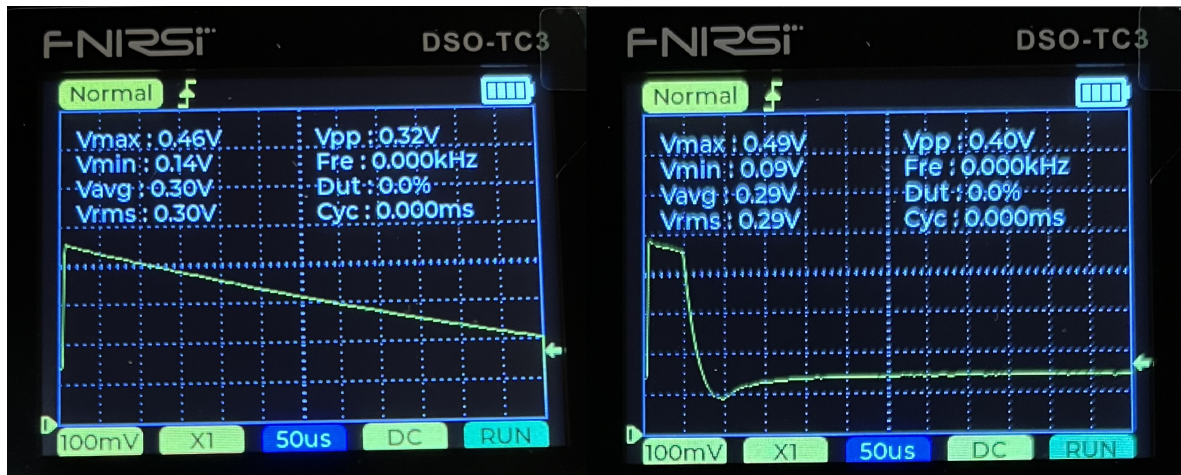 FNIRSI DSO-TC3
Normal
Vmax : 0.46V Vpp : 0.32V
Vmin : 0.14V Fre : 0.000kHz
Vavg : 0.30V Dut : 0.0%
Vrms : 0.30V Cyc : 0.000ms
100mV X1 50us DC RUN
FNIRSI DSO-TC3
Normal
Vmax : 0.49V Vpp : 0.40V
Vmin : 0.09V Fre : 0.000kHz
Vavg : 0.29V Dut : 0.0%
Vrms : 0.29V Cyc : 0.000ms
100mV X1 50us DC RUN